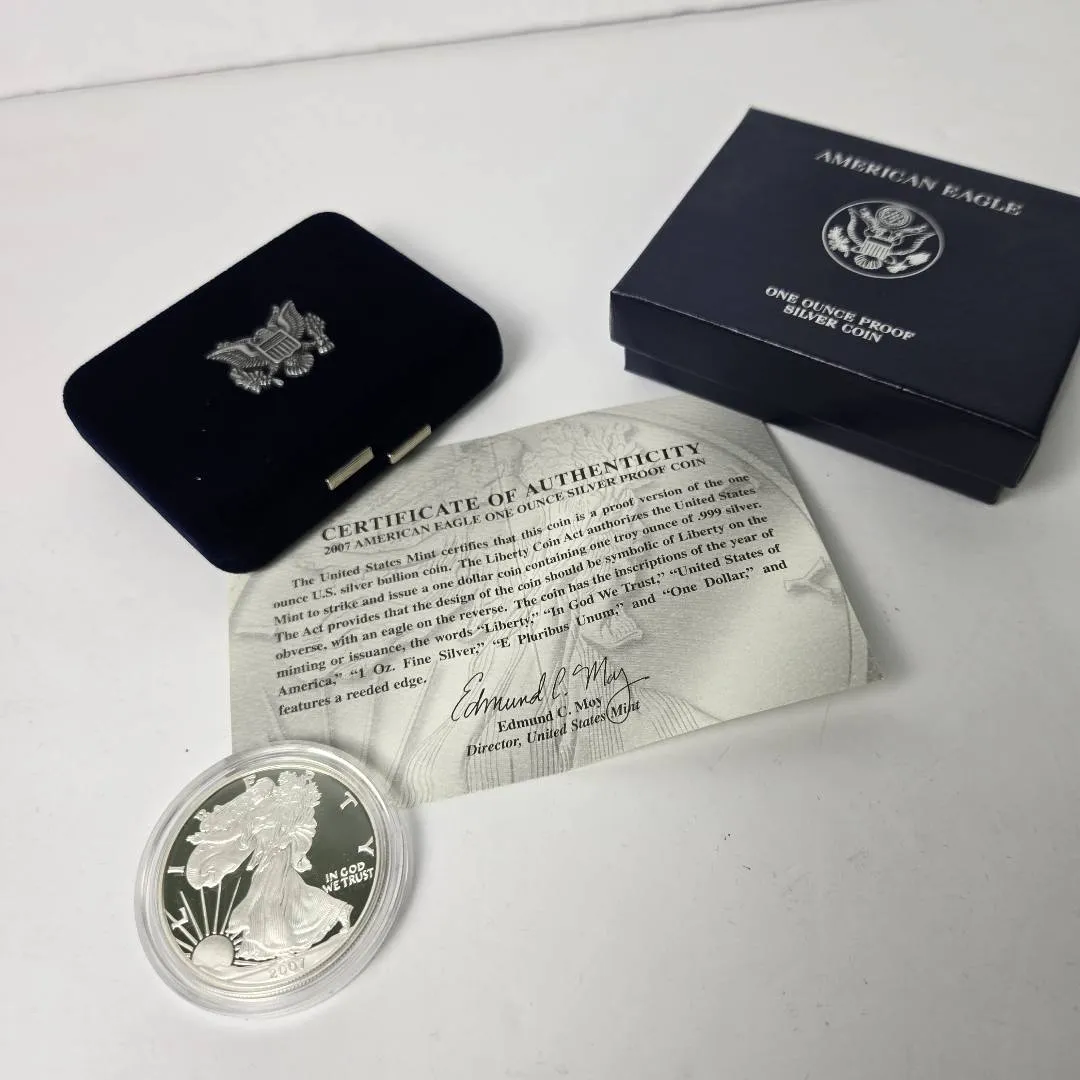 AMERICAN EAGLE
ONE OUNCE PROOF
SILVER COIN
CERTIFICATE OF AUTHENTICITY
2007 AMERICAN EAGLE ONE OUNCE SILVER PROOF COIN
The United States Mint certifies that this coin is a proof version of the one
ounce U.S. silver bullion coin. The Liberty Coin Act authorizes the United States
Mint to strike and issue a one dollar coin containing one troy ounce of .999 silver.
The Act provides that the design of the coin should be symbolic of Liberty on the
obverse, with an eagle on the reverse. The coin has the inscriptions of the year of
minting or issuance, the words “Liberty,” “In God We Trust,” “United States of
America,” “1 Oz. Fine Silver,” “E Pluribus Unum,” and “One Dollar,” and
features a reeded edge.
Edmund C. Moy
Edmund C. Moy
Director, United States Mint
LIBERTY
IN GOD
WE TRUST
2007